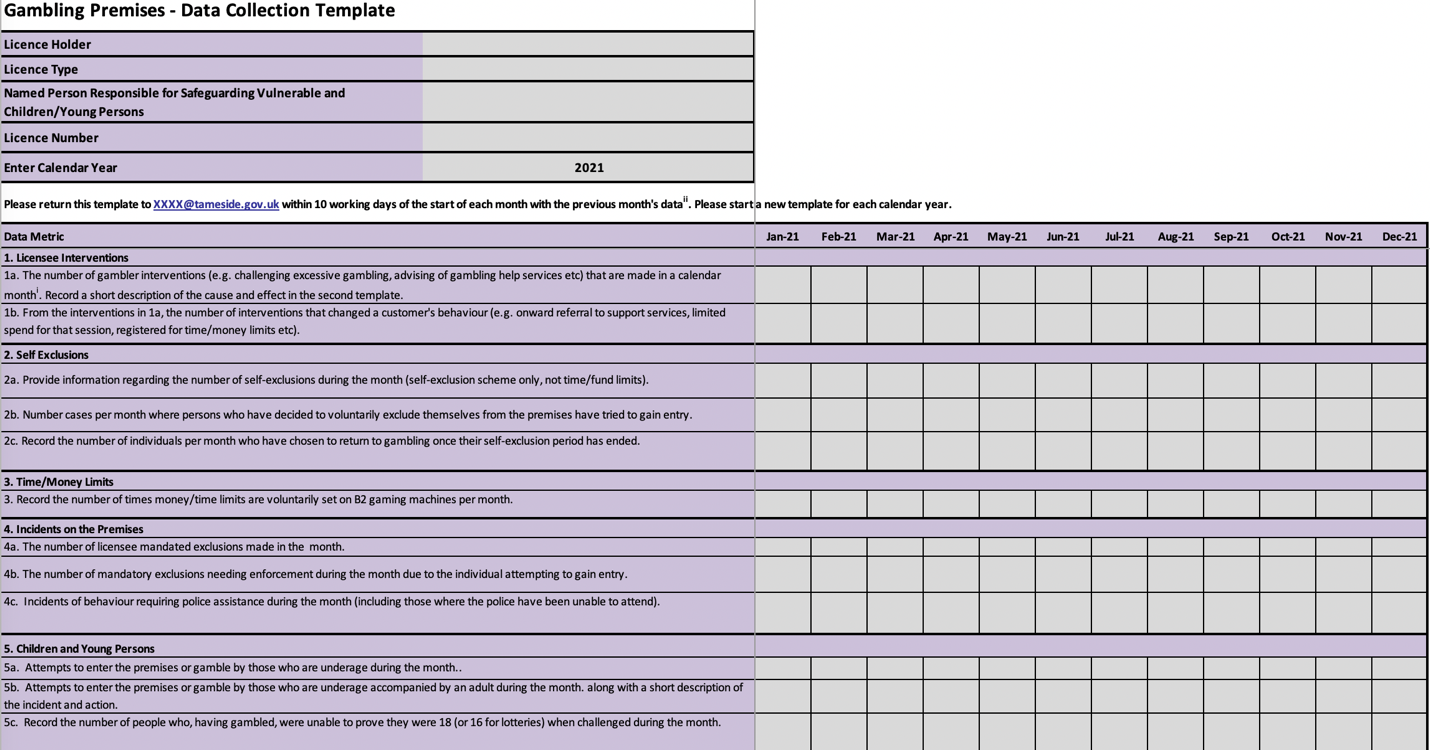 Gambling Premises - Data Collection Template
Licence Holder
Licence Type
Named Person Responsible for Safeguarding Vulnerable and
Children/Young Persons
Licence Number
Enter Calendar Year 2021
Please return this template to XXXX@tameside.gov.uk within 10 working days of the start of each month with the previous month's data ii. Please start a new template for each calendar year.
Data Metric Jan-21 Feb-21 Mar-21 Apr-21 May-21 Jun-21 Jul-21 Aug-21 Sep-21 Oct-21 Nov-21 Dec-21
1. Licensee Interventions
1a. The number of gambler interventions (e.g. challenging excessive gambling, advising of gambling help services etc) that are made in a calendar
month i. Record a short description of the cause and effect in the second template.
1b. From the interventions in 1a, the number of interventions that changed a customer's behaviour (e.g. onward referral to support services, limited
spend for that session, registered for time/money limits etc).
2. Self Exclusions
2a. Provide information regarding the number of self-exclusions during the month (self-exclusion scheme only, not time/fund limits).
2b. Number cases per month where persons who have decided to voluntarily exclude themselves from the premises have tried to gain entry.
2c. Record the number of individuals per month who have chosen to return to gambling once their self-exclusion period has ended.
3. Time/Money Limits
3. Record the number of times money/time limits are voluntarily set on B2 gaming machines per month.
4. Incidents on the Premises
4a. The number of licensee mandated exclusions made in the  month.
4b. The number of mandatory exclusions needing enforcement during the month due to the individual attempting to gain entry.
4c.  Incidents of behaviour requiring police assistance during the month (including those where the police have been unable to attend).
5. Children and Young Persons
5a.  Attempts to enter the premises or gamble by those who are underage during the month..
5b.  Attempts to enter the premises or gamble by those who are underage accompanied by an adult during the month. along with a short description of
the incident and action.
5c.  Record the number of people who, having gambled, were unable to prove they were 18 (or 16 for lotteries) when challenged during the month.